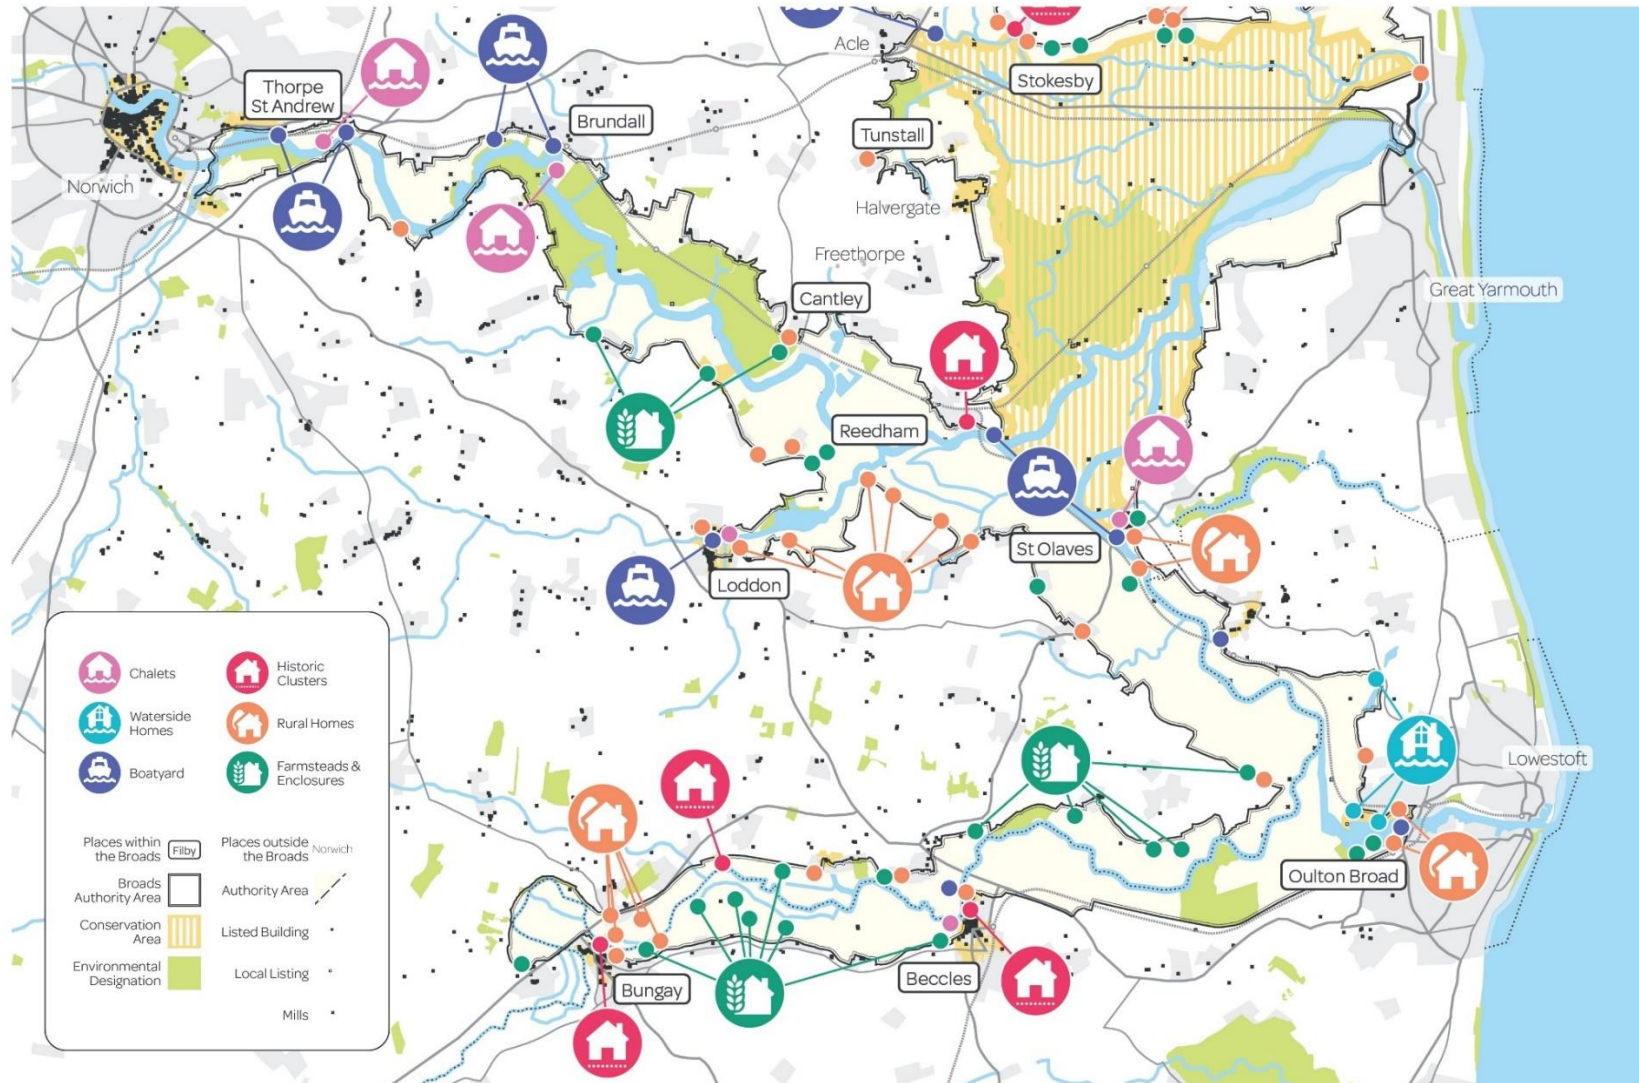 Acle
Stokesby
Thorpe
St Andrew
Brundall
Tunstall
Norwich
Halvergate
Freethorpe
Cantley
Great Yarmouth
Reedham
St Olaves
Loddon
Lowestoft
Oulton Broad
Beccles
Bungay
Chalets
Historic
Clusters
Waterside
Homes
Rural Homes
Boatyard
Farmsteads &
Enclosures
Places within
the Broads
Filby
Places outside
the Broads
Norwich
Broads
Authority Area
Authority Area
Conservation
Area
Listed Building
Environmental
Designation
Local Listing
Mills